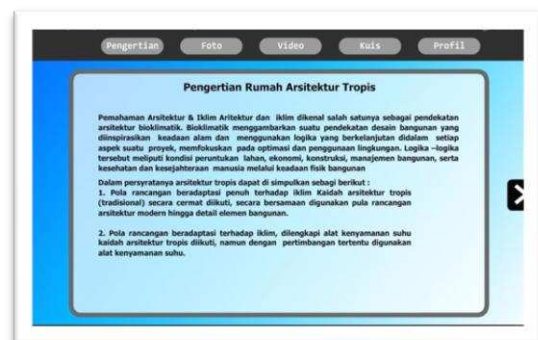 Pengertian
Foto
Video
Kuis
Profil
Pengertian Rumah Arsitektur Tropis
Pemahaman Arsitektur & Iklim Aritektur dan iklim dikenal salah satunya sebagai pendekatan
arsitektur bioklimatik. Bioklimatik menggambarkan suatu pendekatan desain bangunan yang
diinspirasikan keadaan alam dan menggunakan logika yang berkelanjutan didalam setiap
aspek suatu proyek, memfokuskan pada optimasi dan penggunaan lingkungan. Logika –logika
tersebut meliputi kondisi peruntukan lahan, ekonomi, konstruksi, manajemen bangunan, serta
kesehatan dan kesejahteraan manusia melalui keadaan fisik bangunan
Dalam persyratanya arsitektur tropis dapat di simpulkan sebagi berikut :
1. Pola rancangan beradaptasi penuh terhadap iklim Kaidah arsitektur tropis
(tradisional) secara cermat diikuti, secara bersamaan digunakan pula rancangan
arsitektur modern hingga detail elemen bangunan.
2. Pola rancangan beradaptasi terhadap iklim, dilengkapi alat kenyamanan suhu
kaidah arsitektur tropis diikuti, namun dengan pertimbangan tertentu digunakan
alat kenyamanan suhu.